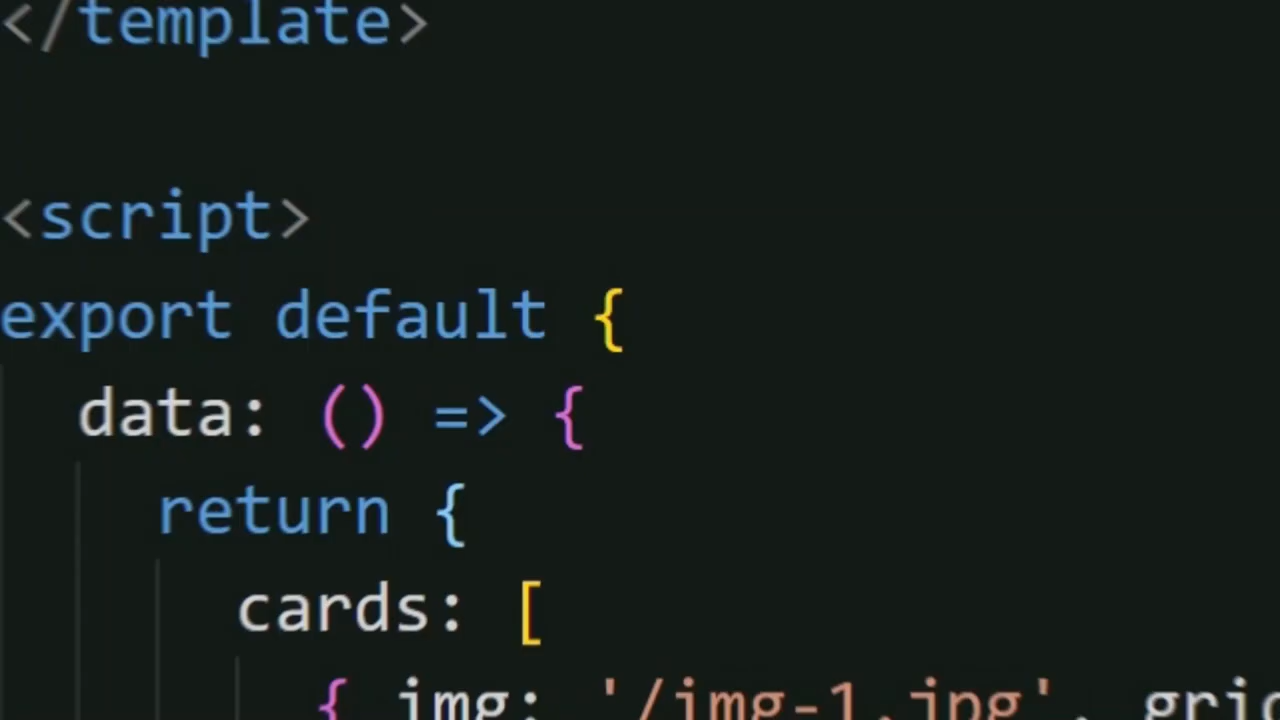 </template>
<script>
export default {
data: () => {
return {
cards: [
{ img: '/img-1.jpg',